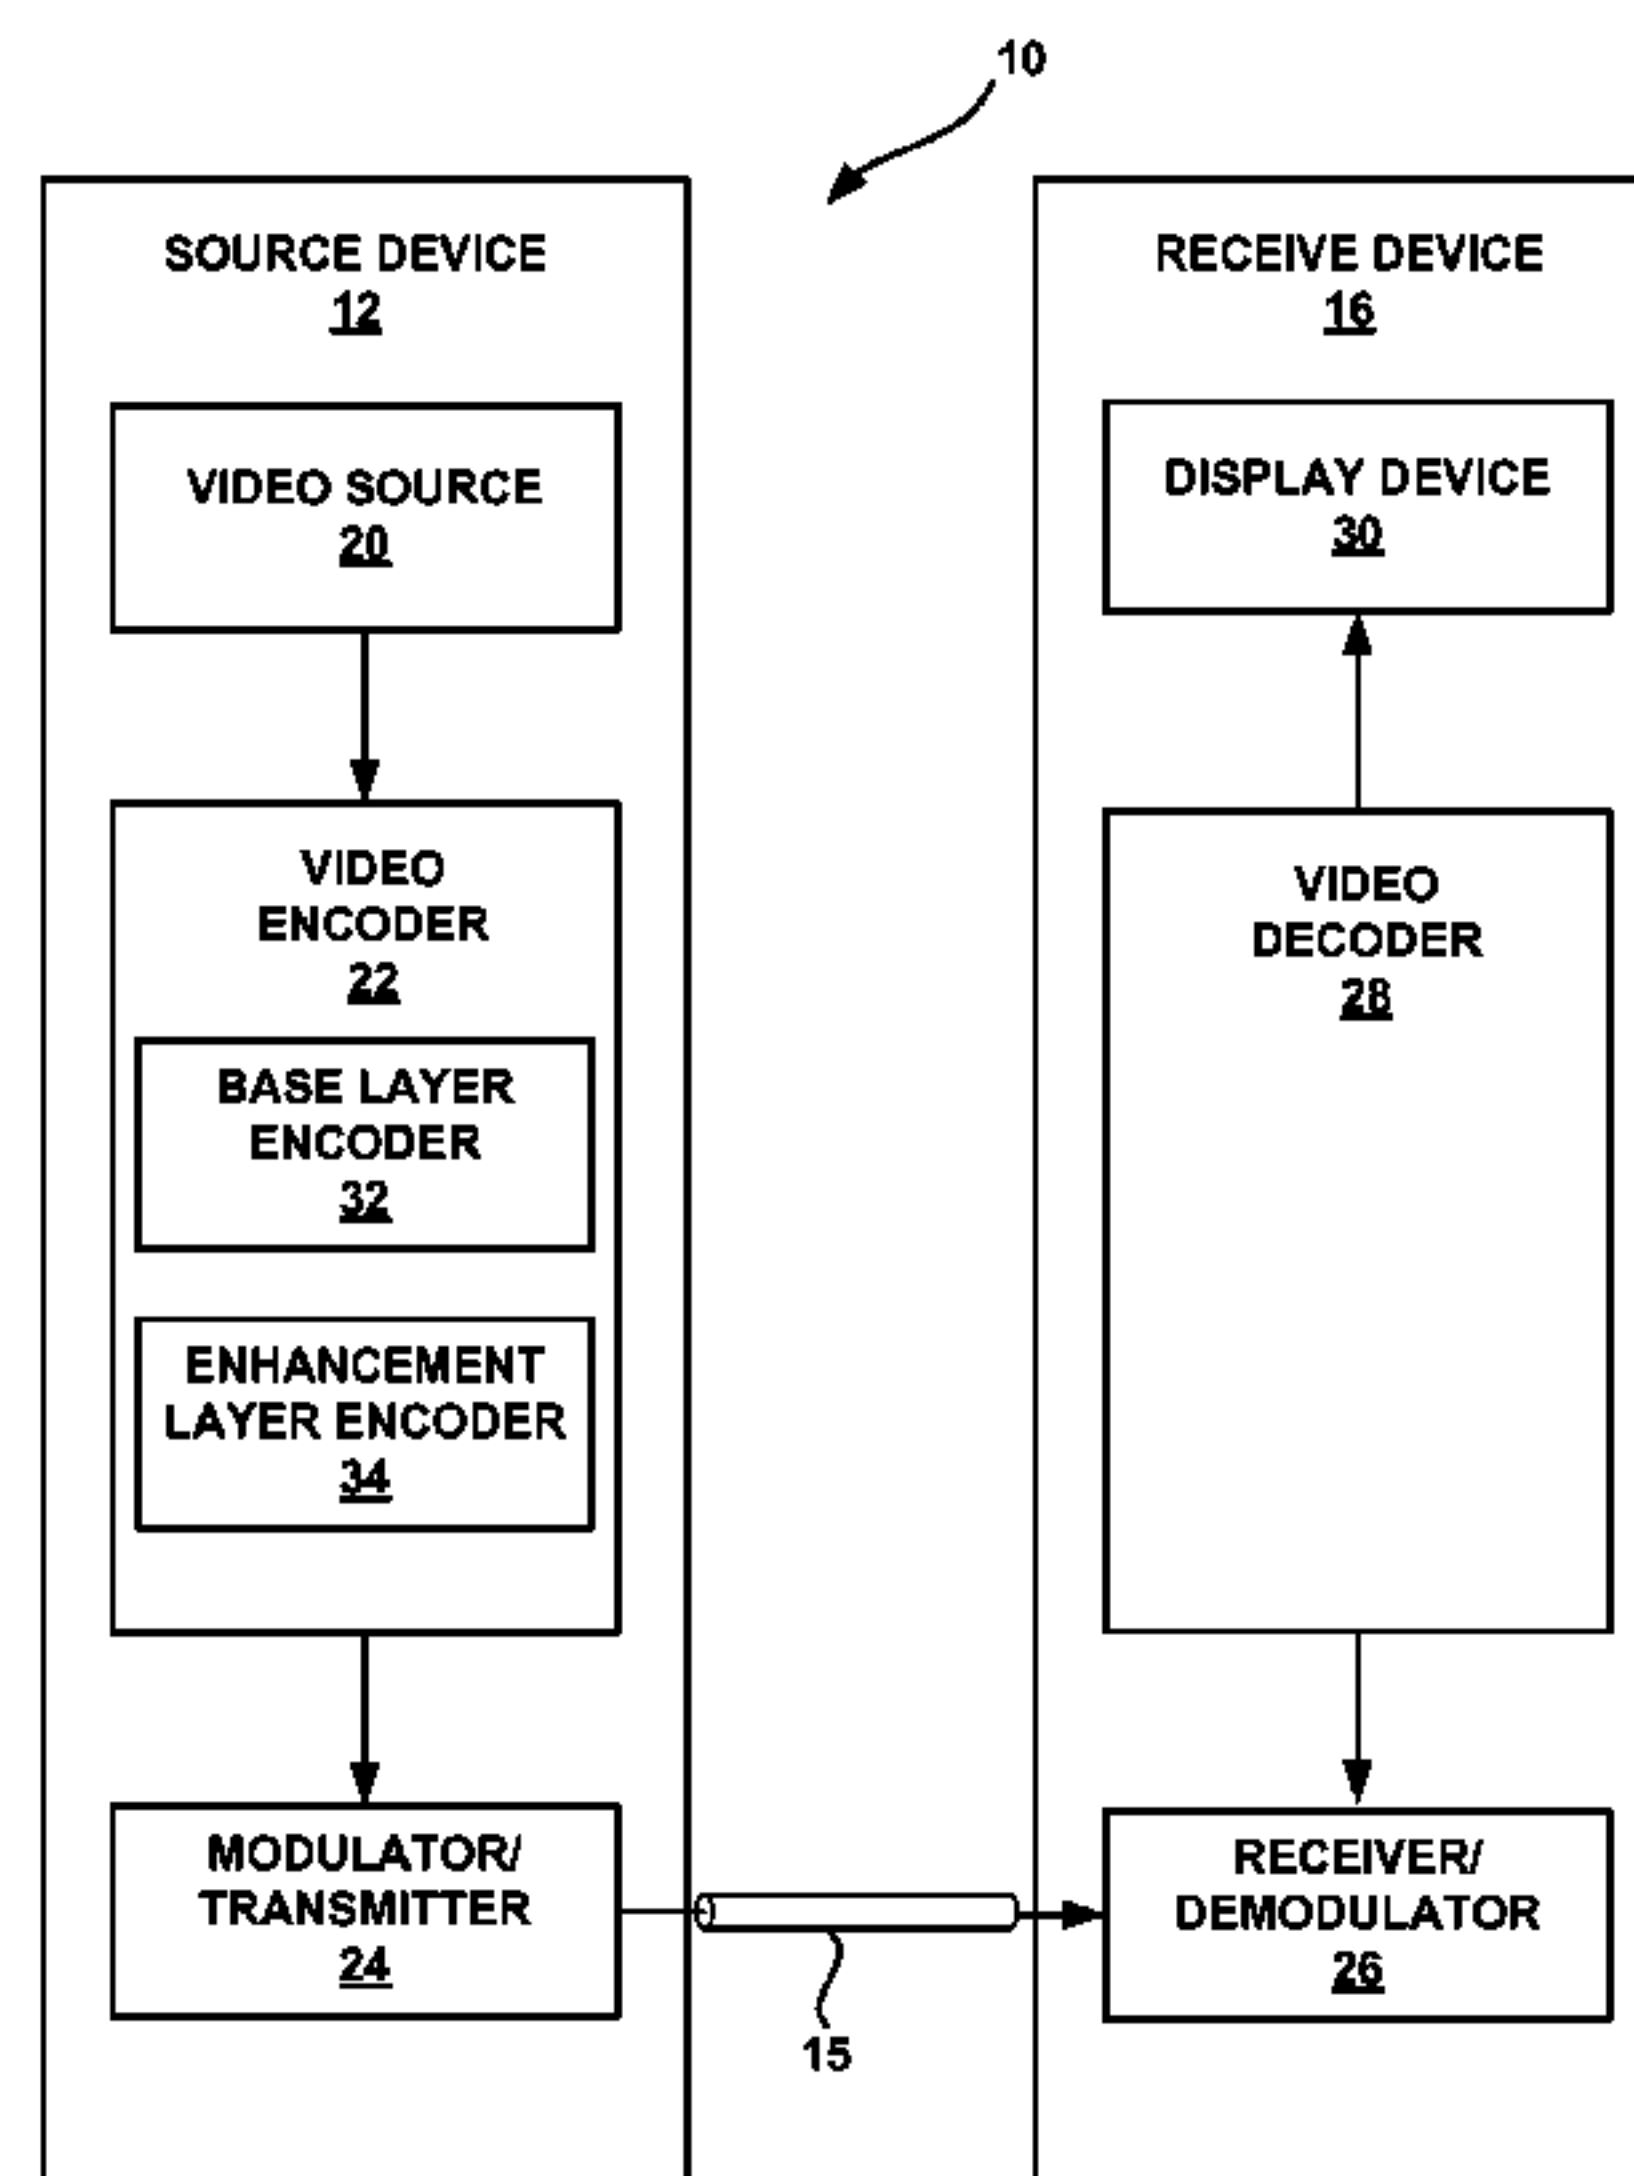 10
SOURCE DEVICE
12
VIDEO SOURCE
20
VIDEO
ENCODER
22
BASE LAYER
ENCODER
32
ENHANCEMENT
LAYER ENCODER
34
MODULATOR/
TRANSMITTER
24
15
RECEIVE DEVICE
16
DISPLAY DEVICE
30
VIDEO
DECODER
28
RECEIVER/
DEMODULATOR
26